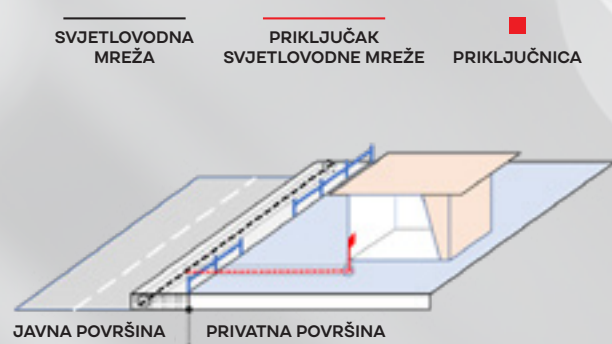 SVJETLOVODNA
MREŽA
PRIKLJUČAK
SVJETLOVODNE MREŽE
PRIKLJUČNICA
JAVNA POVRŠINA
PRIVATNA POVRŠINA